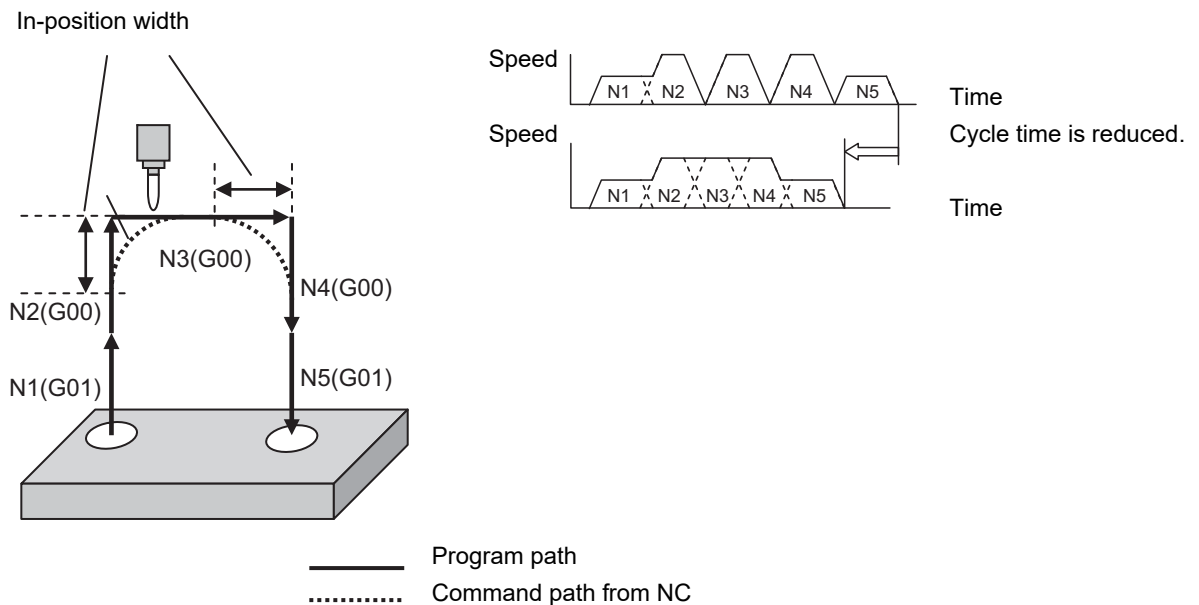 In-position width
N3(G00)
N2(G00)
N4(G00)
N1(G01)
N5(G01)
Speed
N1 N2 N3 N4 N5
Time
Cycle time is reduced.
Speed
N1 N2 N3 N4 N5
Time
Program path
Command path from NC